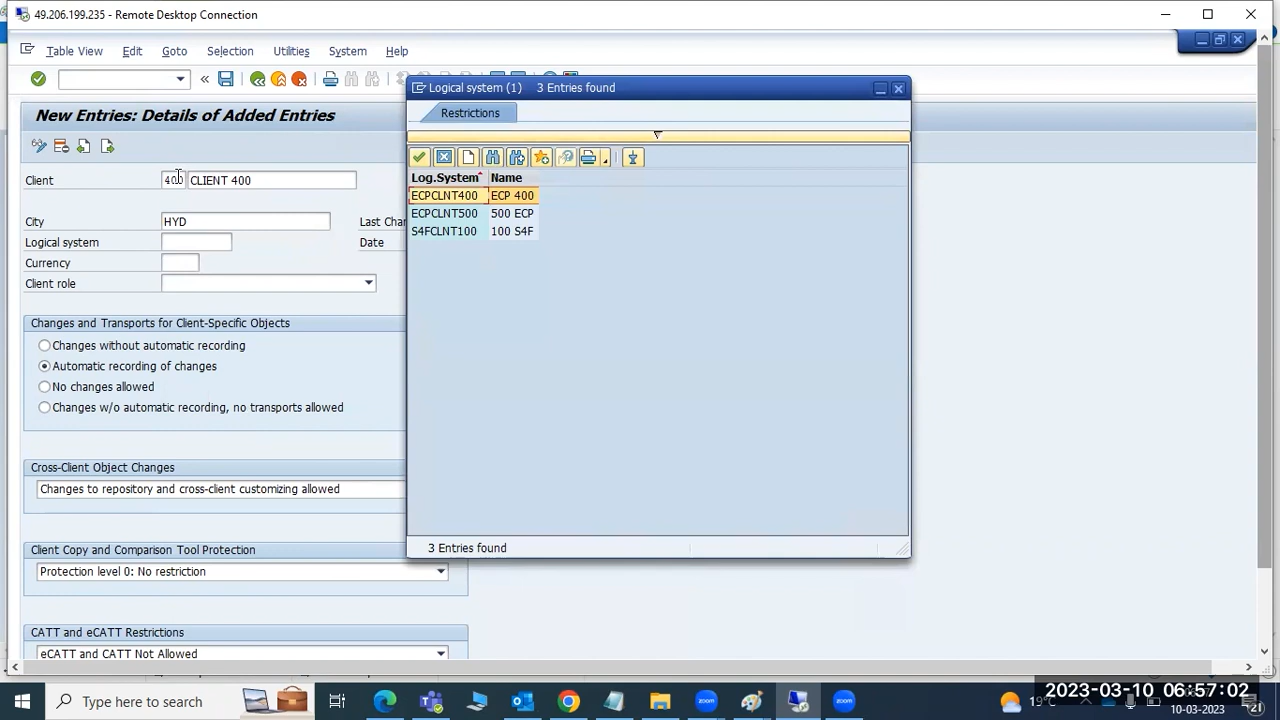 49.206.199.235 - Remote Desktop Connection
Table View Edit Goto Selection Utilities System Help
New Entries: Details of Added Entries
Client 400 CLIENT 400
City HYD Last Cha
Logical system Date
Currency
Client role
Changes and Transports for Client-Specific Objects
Changes without automatic recording
Automatic recording of changes
No changes allowed
Changes w/o automatic recording, no transports allowed
Cross-Client Object Changes
Changes to repository and cross-client customizing allowed
Client Copy and Comparison Tool Protection
Protection level 0: No restriction
CATT and eCATT Restrictions
eCATT and CATT Not Allowed
Logical system (1) 3 Entries found
Restrictions
Log.System Name
ECPCLNT400 ECP 400
ECPCLNT500 500 ECP
S4FCLNT100 100 S4F
3 Entries found
Type here to search
19°C
2023-03-10 06:57:02
10-03-2023
21